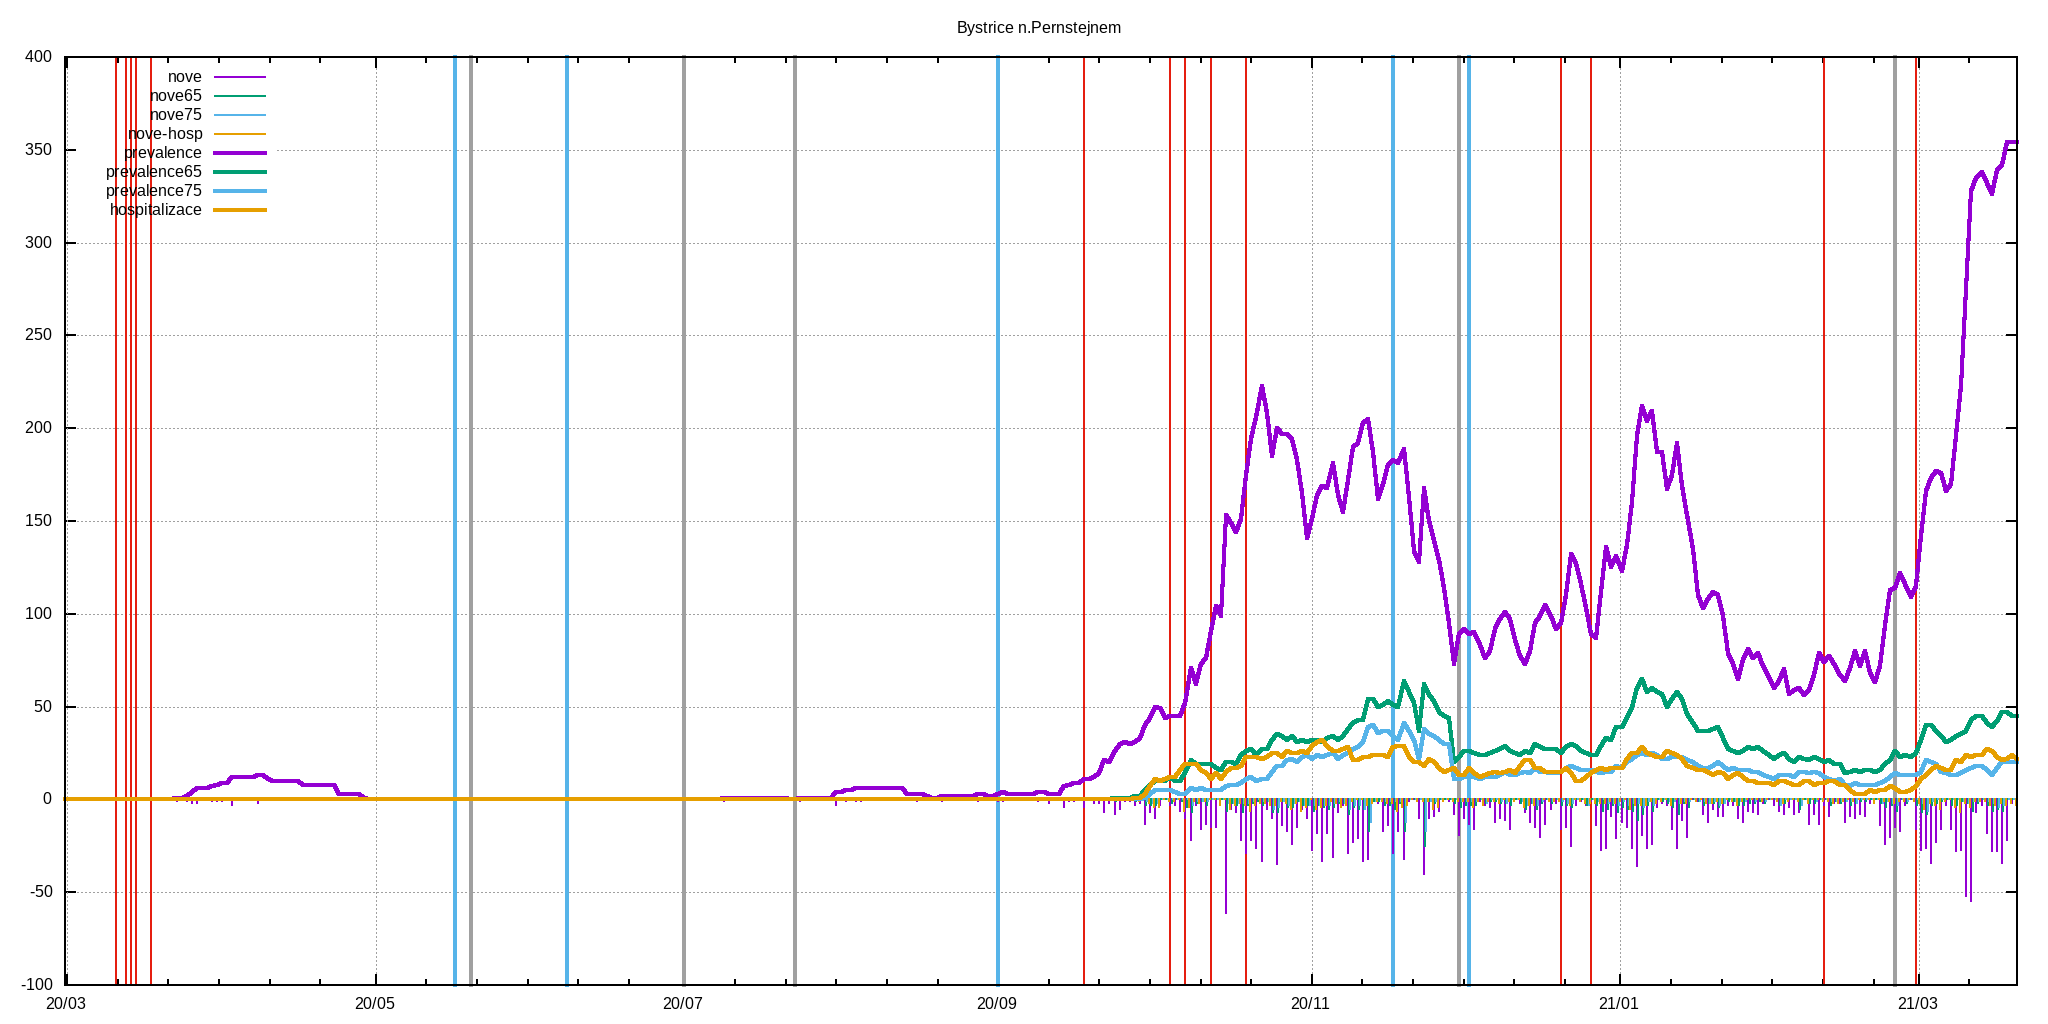 Bystrice n.Pernstejnem
400
350
300
250
200
150
100
50
0
-50
-100
nove
nove65
nove75
nove-hosp
prevalence
prevalence65
prevalence75
hospitalizace
20/03 20/05 20/07 20/09 20/11 21/01 21/03